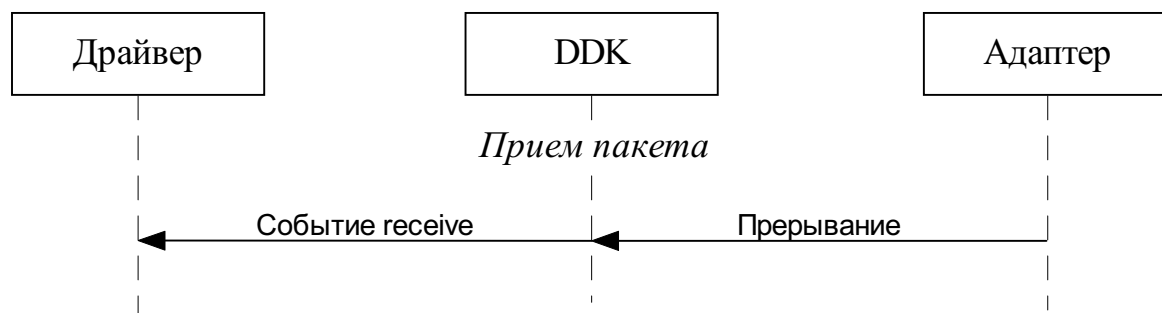 Драйвер
DDK
Адаптер
Прием пакета
Событие receive
Прерывание